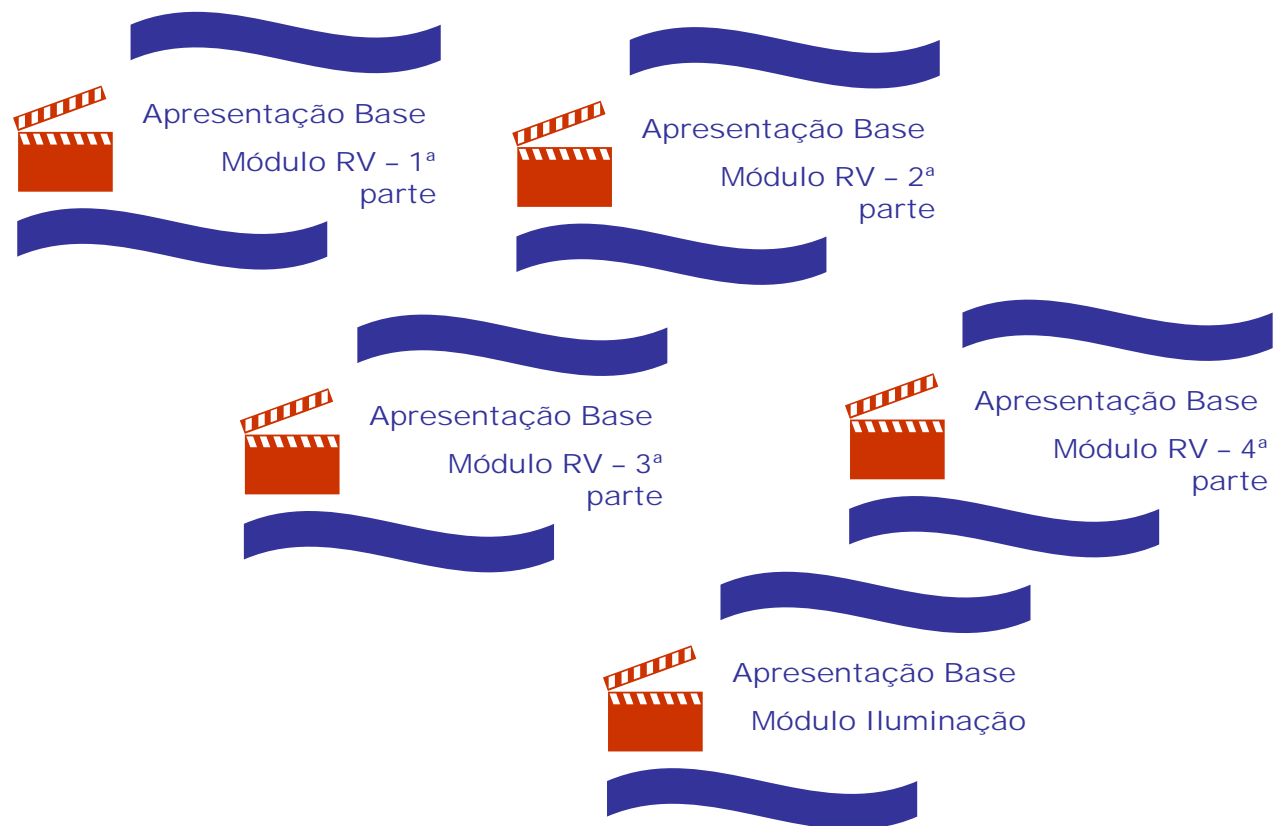 Apresentação Base
Módulo RV – 1ª
parte
Apresentação Base
Módulo RV – 2ª
parte
Apresentação Base
Módulo RV – 3ª
parte
Apresentação Base
Módulo RV – 4ª
parte
Apresentação Base
Módulo Iluminação